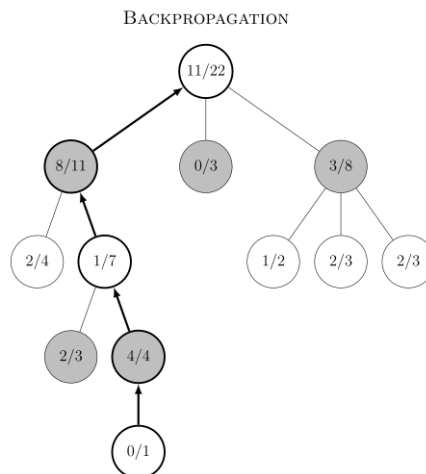 BACKPROPAGATION
11/22
8/11 0/3 3/8
2/4 1/7 1/2 2/3 2/3
2/3 4/4
0/1